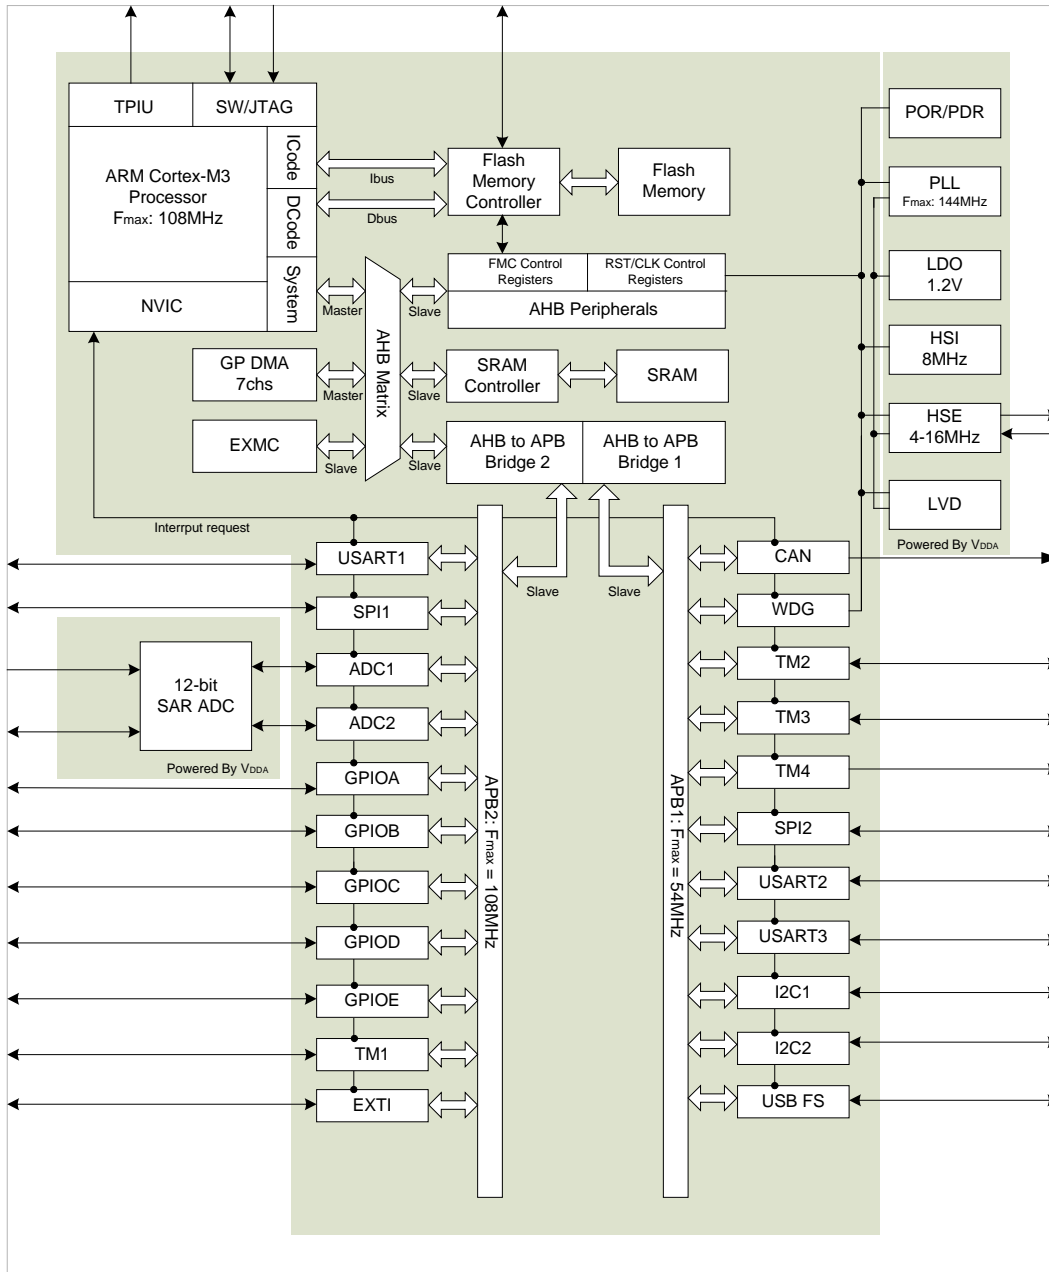 TPIU
SW/JTAG
POR/PDR
ICode
ARM Cortex-M3
Processor
Fmax: 108MHz
Ibus
Flash
Memory
Controller
Flash
Memory
PLL
Fmax: 144MHz
DCode
Dbus
System
FMC Control
Registers
RST/CLK Control
Registers
LDO
1.2V
NVIC
Master
Slave
AHB Peripherals
AHB Matrix
HSI
8MHz
GP DMA
7chs
Master
Slave
SRAM
Controller
SRAM
EXMC
Slave
Slave
AHB to APB
Bridge 2
AHB to APB
Bridge 1
HSE
4-16MHz
LVD
Interrput request
Powered By VDDA
USART1
CAN
Slave
Slave
SPI1
WDG
12-bit
SAR ADC
ADC1
TM2
ADC2
TM3
Powered By VDDA
GPIOA
TM4
APB2: Fmax = 108MHz
APB1: Fmax = 54MHz
GPIOB
SPI2
GPIOC
USART2
GPIOD
USART3
GPIOE
I2C1
TM1
I2C2
EXTI
USB FS